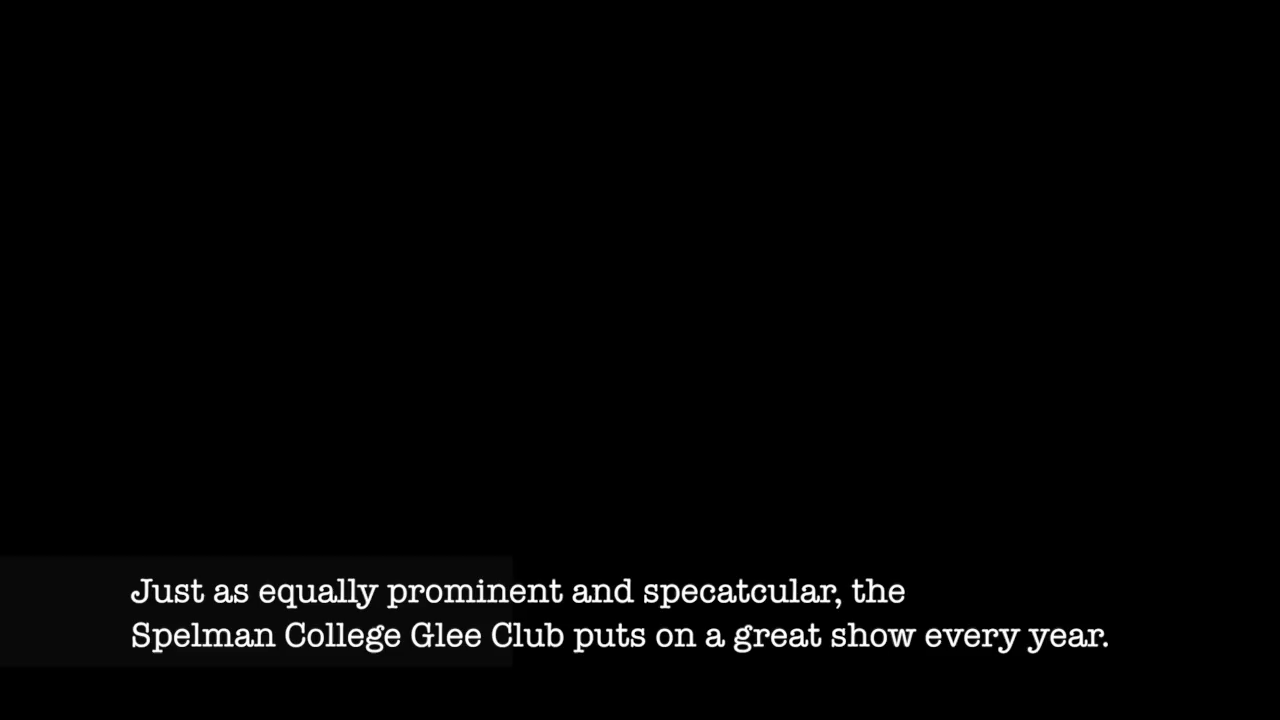 Just as equally prominent and specatcular, the
Spelman College Glee Club puts on a great show every year.